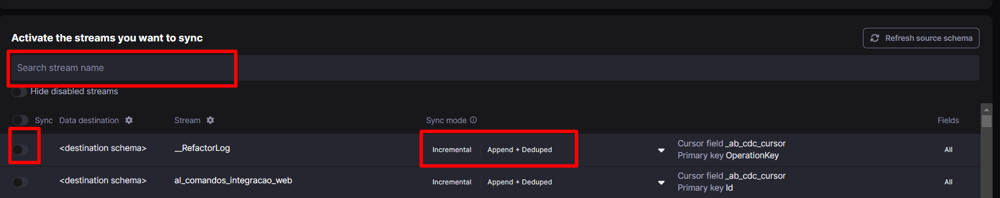 Activate the streams you want to sync
Refresh source schema
Search stream name
Hide disabled streams
Sync Data destination Stream Sync mode Fields
<destination schema> __RefactorLog Incremental Append + Deduped Cursor field _ab_cdc_cursor All
Primary key OperationKey
<destination schema> al_comandos_integracao_web Incremental Append + Deduped Cursor field _ab_cdc_cursor All
Primary key Id